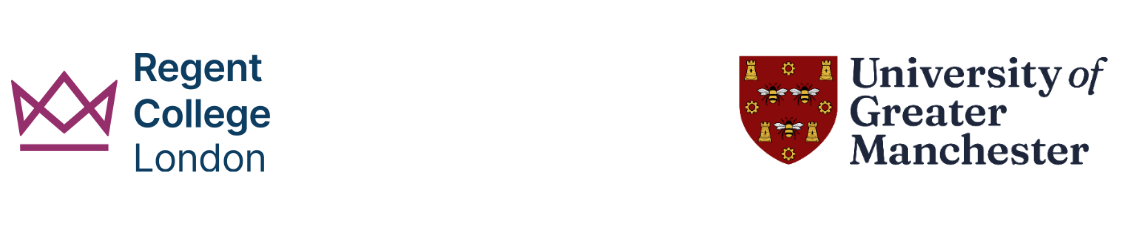 Regent
College
London
University of
Greater
Manchester